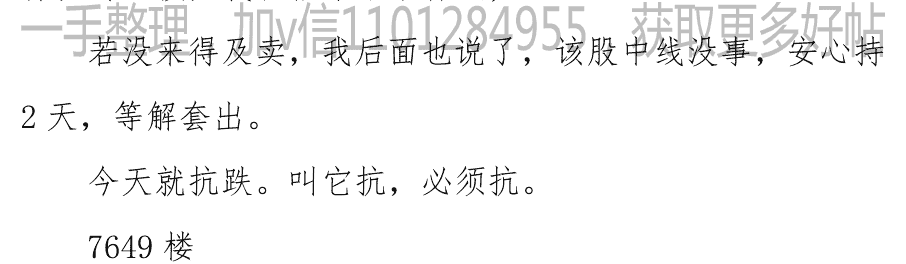 一手整理，加v信1101284955，获取更多好帖
若没来得及卖，我后面也说了，该股中线没事，安心持
2 天，等解套出。
今天就抗跌。叫它抗，必须抗。
7649 楼